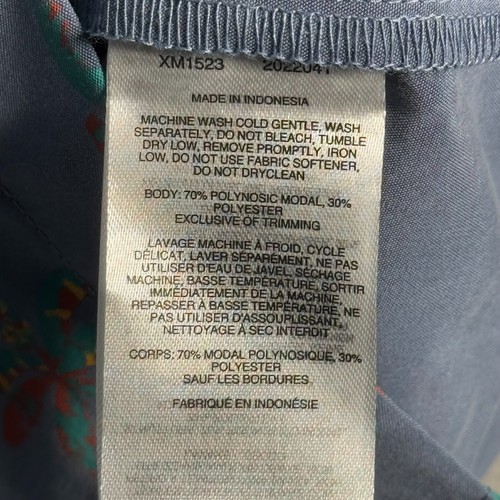 XM1523 2022041
MADE IN INDONESIA
MACHINE WASH COLD GENTLE, WASH
SEPARATELY, DO NOT BLEACH, TUMBLE
DRY LOW, REMOVE PROMPTLY, IRON
LOW, DO NOT USE FABRIC SOFTENER,
DO NOT DRYCLEAN
BODY: 70% POLYNOSIC MODAL, 30%
POLYESTER
EXCLUSIVE OF TRIMMING
LAVAGE MACHINE À FROID, CYCLE
DÉLICAT, LAVER SÉPARÉMENT, NE PAS
UTILISER D'EAU DE JAVEL, SÉCHAGE
MACHINE, BASSE TEMPÉRATURE, SORTIR
IMMÉDIATEMENT DE LA MACHINE,
REPASSER À BASSE TEMPÉRATURE, NE
PAS UTILISER D'ASSOUPLISSANT,
NETTOYAGE À SEC INTERDIT
CORPS: 70% MODAL POLYNOSIQUE, 30%
POLYESTER
SAUF LES BORDURES
FABRIQUÉ EN INDONÉSIE